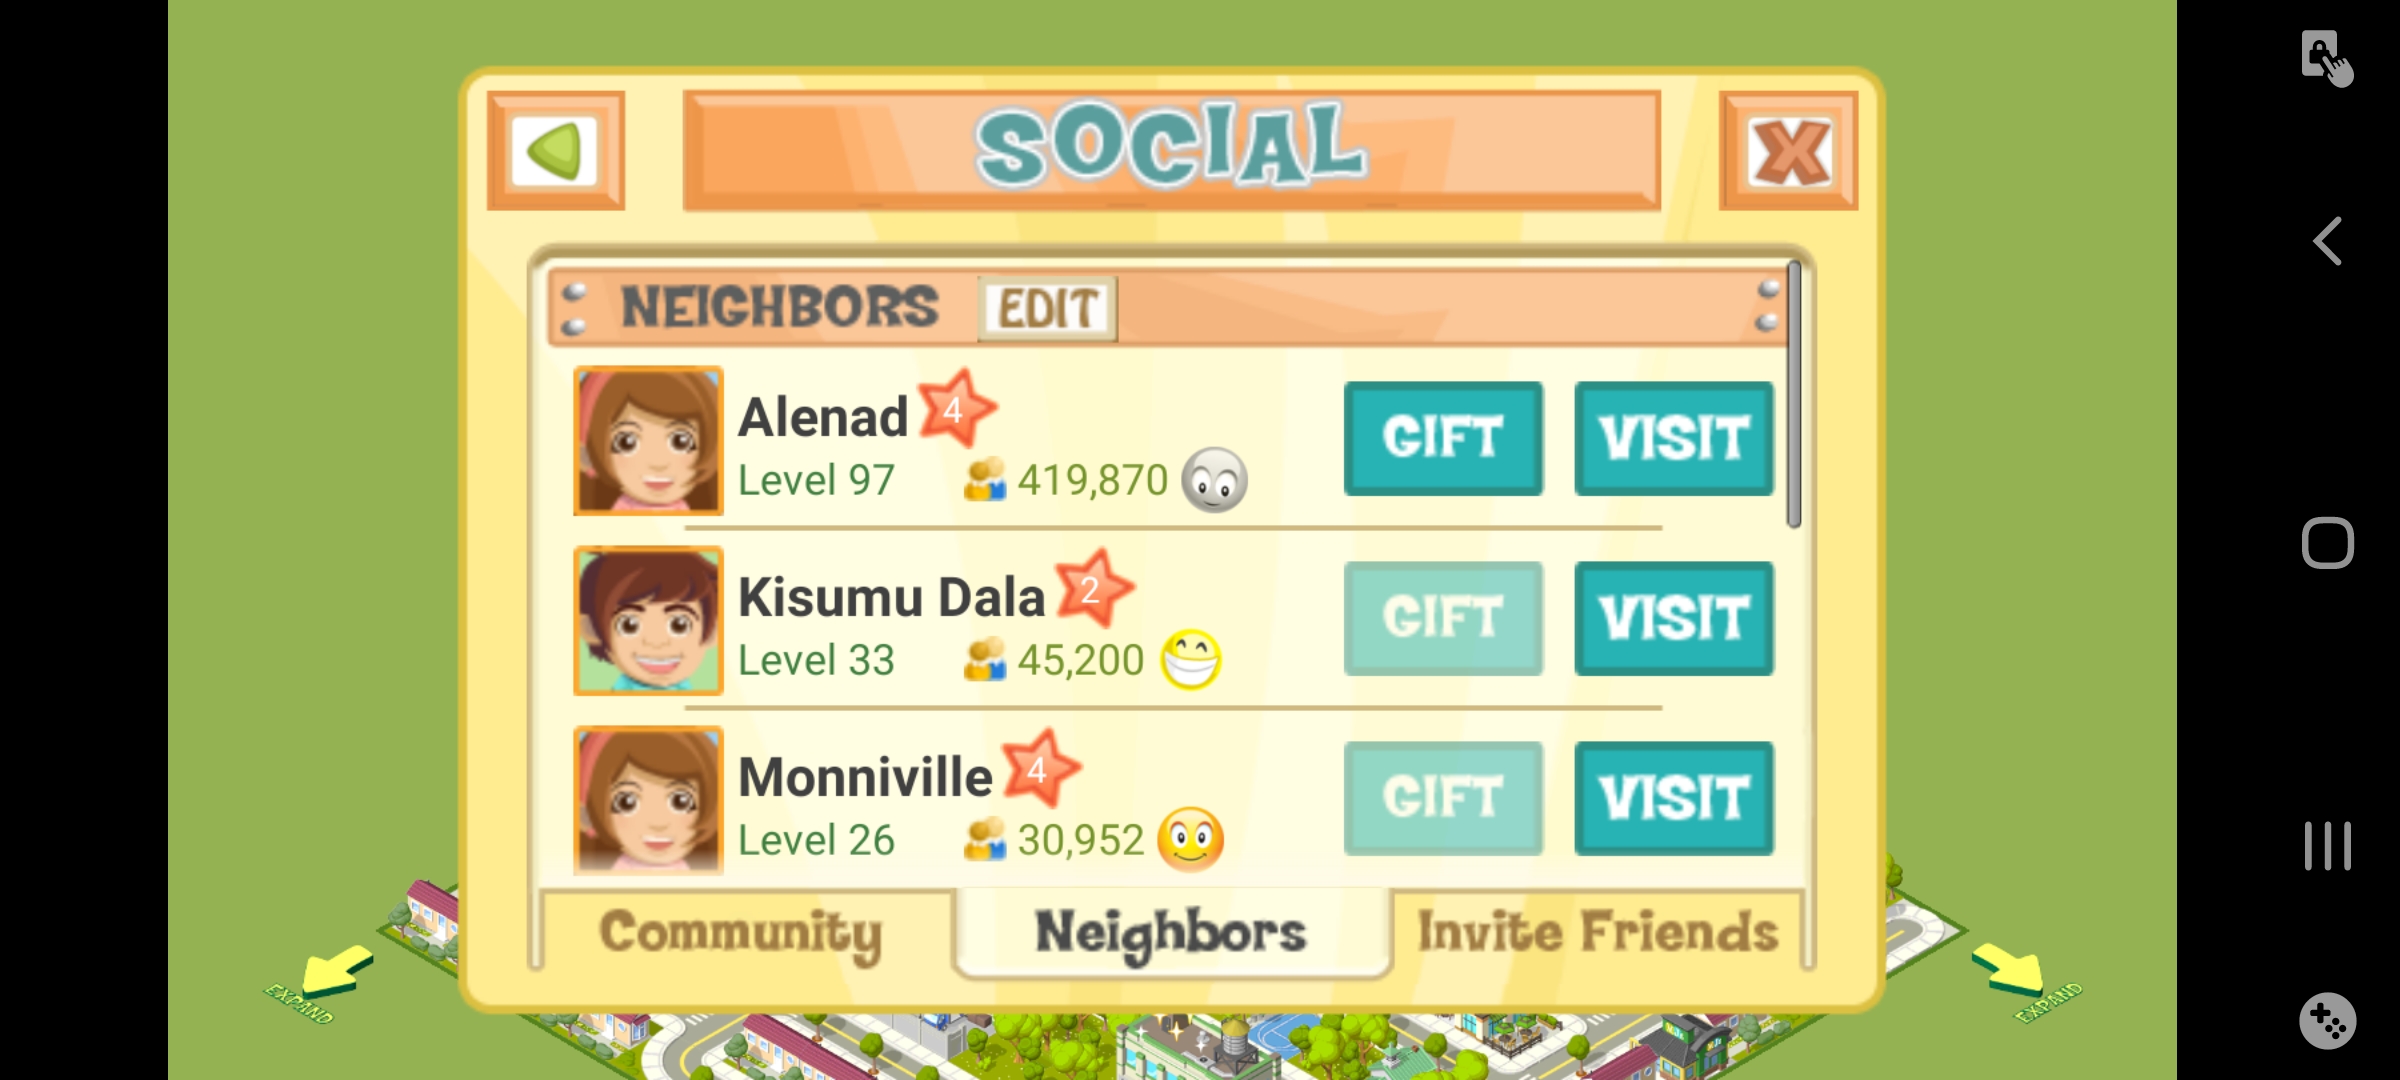 SOCIAL
NEIGHBORS EDIT
Alenad 4
Level 97 419,870
GIFT VISIT
Kisumu Dala 2
Level 33 45,200
GIFT VISIT
Monniville 4
Level 26 30,952
GIFT VISIT
Community Neighbors Invite Friends
EXPAND
EXPAND